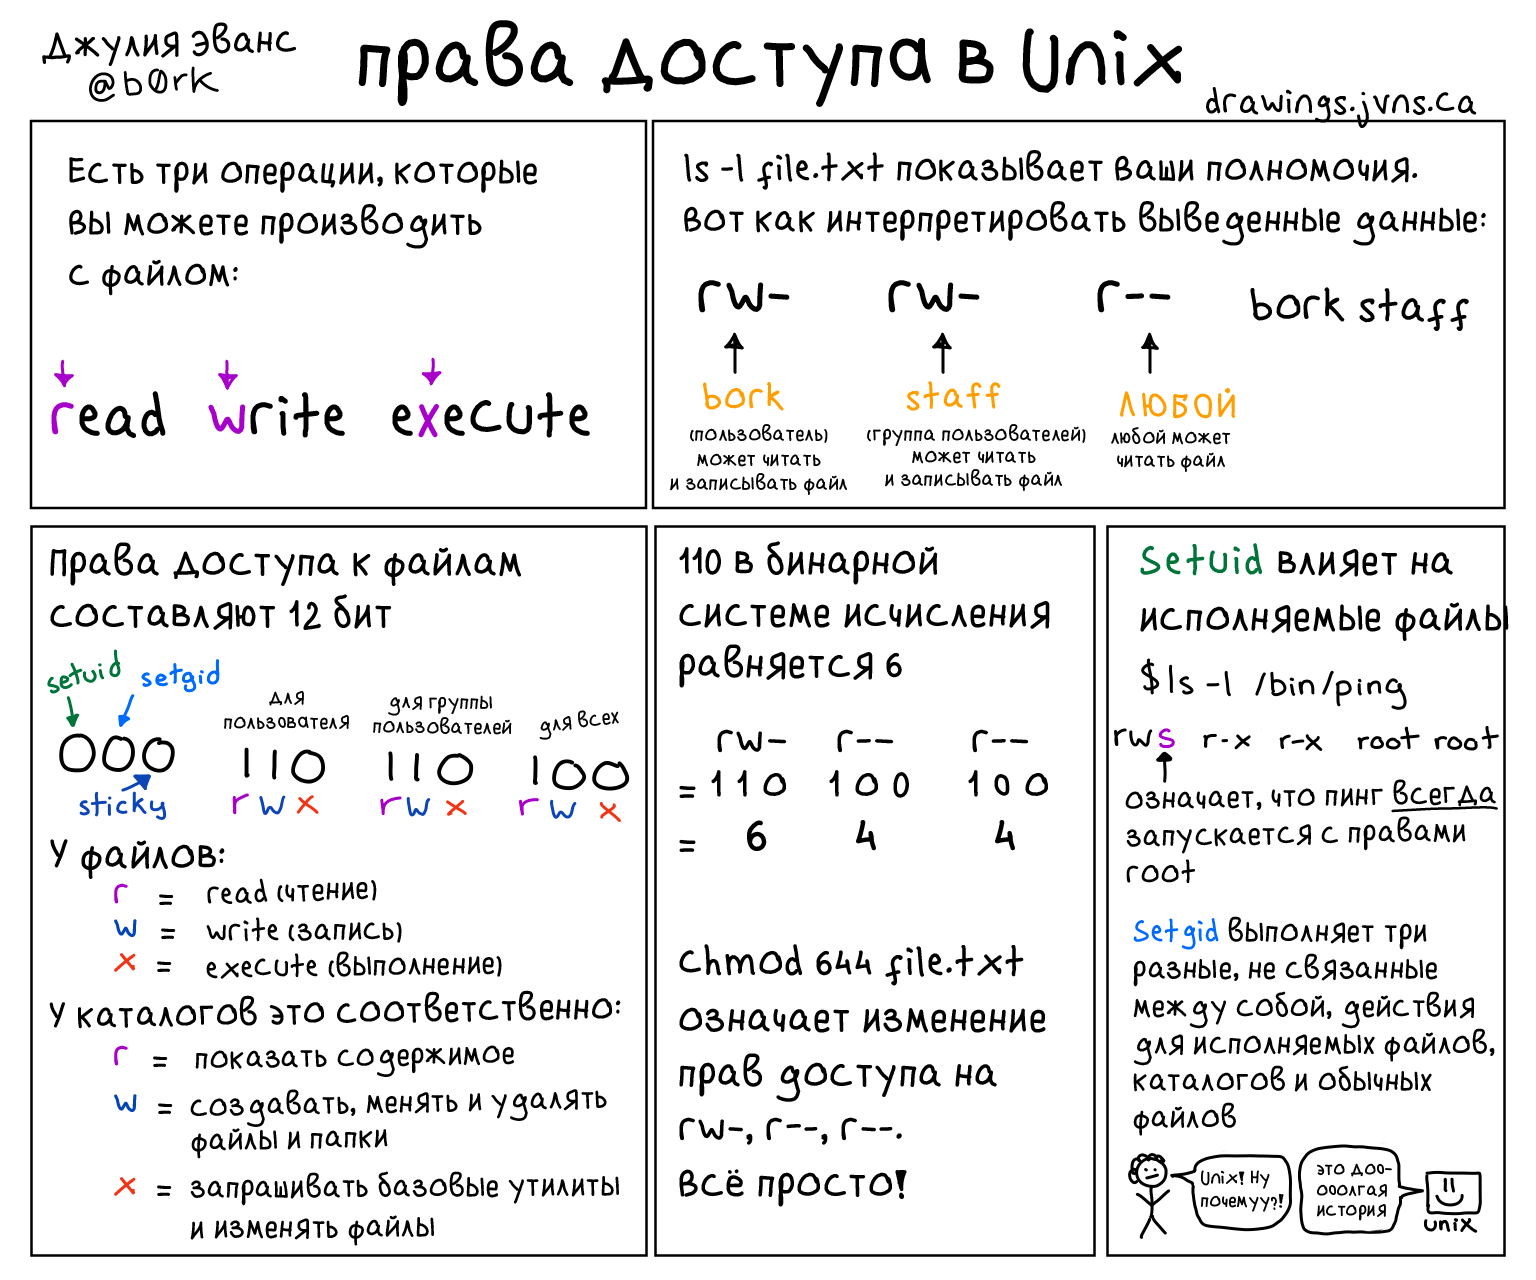 Джулия Эванс
@b0rk
права доступа в Unix
drawings.jvns.ca
Есть три операции, которые
вы можете производить
с файлом:
read write execute
ls -l file.txt показывает ваши полномочия.
Вот как интерпретировать выведенные данные:
rw- rw- r-- bork staff
bork staff ЛЮБОЙ
(пользователь)
может читать
и записывать файл
(группа пользователей)
может читать
и записывать файл
любой может
читать файл
Права доступа к файлам
составляют 12 бит
setuid setgid
для
пользователя
для группы
пользователей
для всех
000 110 110 100
sticky r w x r w x r w x
У файлов:
r = read (чтение)
w = write (запись)
x = execute (выполнение)
У каталогов это соответственно:
r = показать содержимое
w = создавать, менять и удалять
файлы и папки
x = запрашивать базовые утилиты
и изменять файлы
110 в бинарной
системе исчисления
равняется 6
rw- r-- r--
= 110 100 100
= 6 4 4
chmod 644 file.txt
означает изменение
прав доступа на
rw-, r--, r--.
Всё просто!
Setuid влияет на
исполняемые файлы
$ls -l /bin/ping
rws r-x r-x root root
означает, что пинг всегда
запускается с правами
root
Setgid выполняет три
разные, не связанные
между собой, действия
для исполняемых файлов,
каталогов и обычных
файлов
Unix! Ну
почемуу?!
это доо-
ооолгая
история
unix